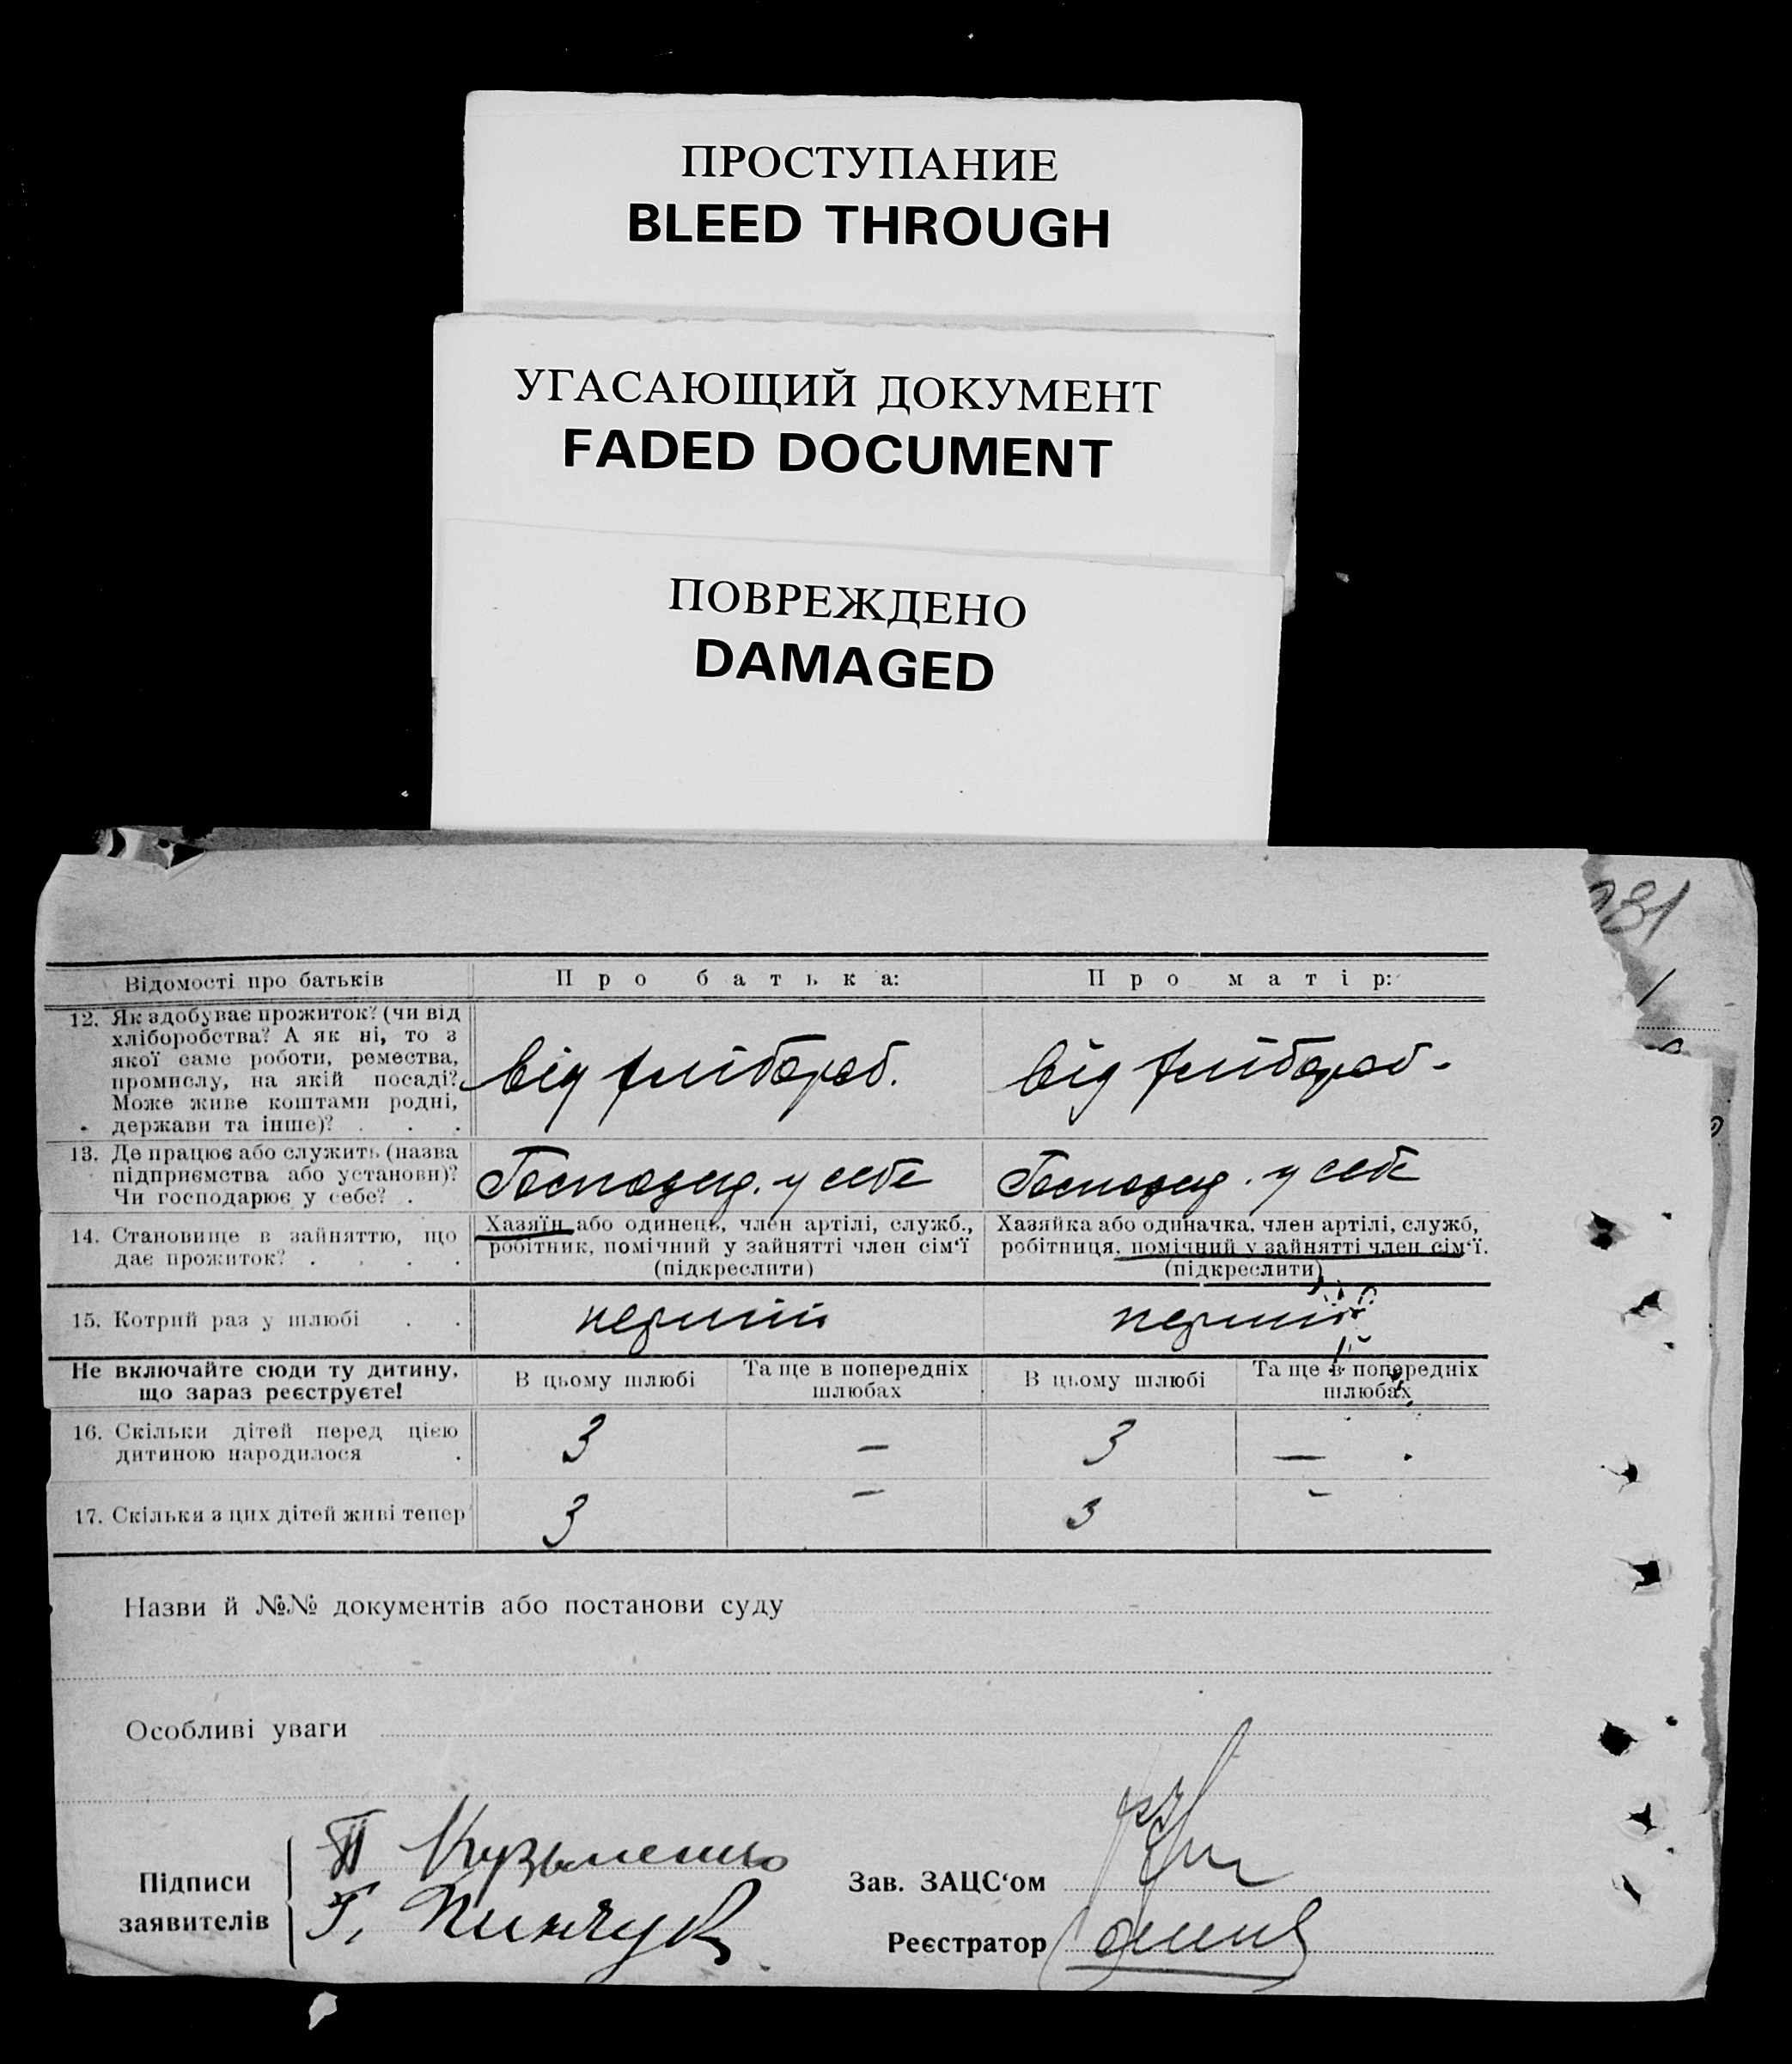 ПРОСТУПАНИЕ
BLEED THROUGH
УГАСАЮЩИЙ ДОКУМЕНТ
FADED DOCUMENT
ПОВРЕЖДЕНО
DAMAGED
31
Відомості про батьків
Про батька:
Про матір:
12. Як здобуває прожиток? (чи від
хліборобства? А як ні, то з
якої саме роботи, ремества,
промислу, на якій посаді?
Може живе коштами родні,
держави та інше)? . . .
від хлібороб.
від хлібороб-
13. Де працює або служить (назва
підприємства або установи)?
Чи господарює у себе? .
Господ. у себе
Господ. у себе
14. Становище в зайняттю, що
дає прожиток? . . . .
Хазяїн або одинець, член артілі, служб.,
робітник, помічний у зайнятті член сім'ї
(підкреслити)
Хазяйка або одиначка, член артілі, служб,
робітниця, помічний у зайнятті член сім'ї.
(підкреслити)
15. Котрий раз у шлюбі . .
перший
перший
Не включайте сюди ту дитину,
що зараз реєструєте!
В цьому шлюбі
Та ще в попередніх
шлюбах
В цьому шлюбі
Та ще в попередніх
шлюбах
16. Скільки дітей перед цією
дитиною народилося .
3
—
3
—
17. Скільки з цих дітей живі тепер
3
—
3
-
Назви й №№ документів або постанови суду
Особливі уваги
Підписи
заявителів
П Кузьменко
Г. Пинчук
Зав. ЗАЦС'ом
Реєстратор